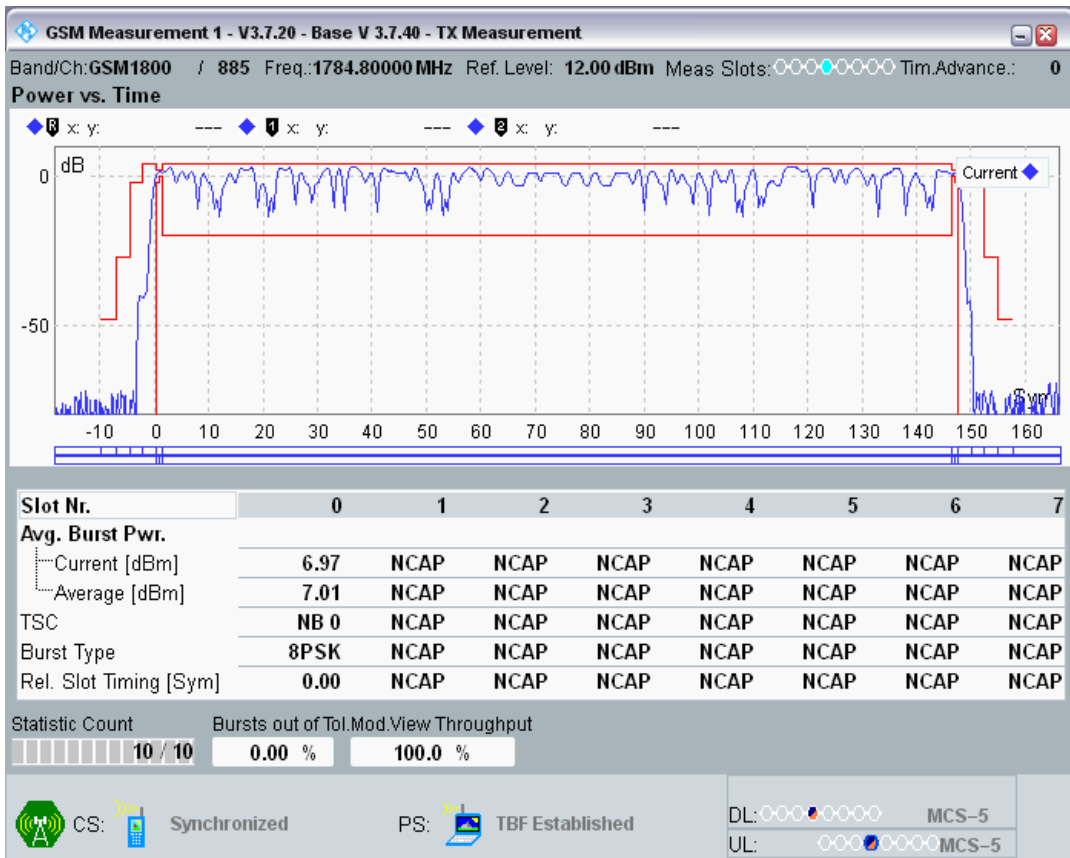 GSM Measurement 1 - V3.7.20 - Base V 3.7.40 - TX Measurement
Band/Ch:GSM1800 / 885 Freq.:1784.80000 MHz Ref. Level: 12.00 dBm Meas Slots: Tim.Advance.: 0
Power vs. Time
R x: y: --- 1 x: y: --- 2 x: y: ---
dB
Current
0
-50
Sym
-10 0 10 20 30 40 50 60 70 80 90 100 110 120 130 140 150 160
Slot Nr. 0 1 2 3 4 5 6 7
Avg. Burst Pwr.
Current [dBm] 6.97 NCAP NCAP NCAP NCAP NCAP NCAP NCAP
Average [dBm] 7.01 NCAP NCAP NCAP NCAP NCAP NCAP NCAP
TSC NB 0 NCAP NCAP NCAP NCAP NCAP NCAP NCAP
Burst Type 8PSK NCAP NCAP NCAP NCAP NCAP NCAP NCAP
Rel. Slot Timing [Sym] 0.00 NCAP NCAP NCAP NCAP NCAP NCAP NCAP
Statistic Count Bursts out of Tol.Mod.View Throughput
10 / 10 0.00 % 100.0 %
CS: Synchronized PS: TBF Established
DL: MCS-5
UL: MCS-5